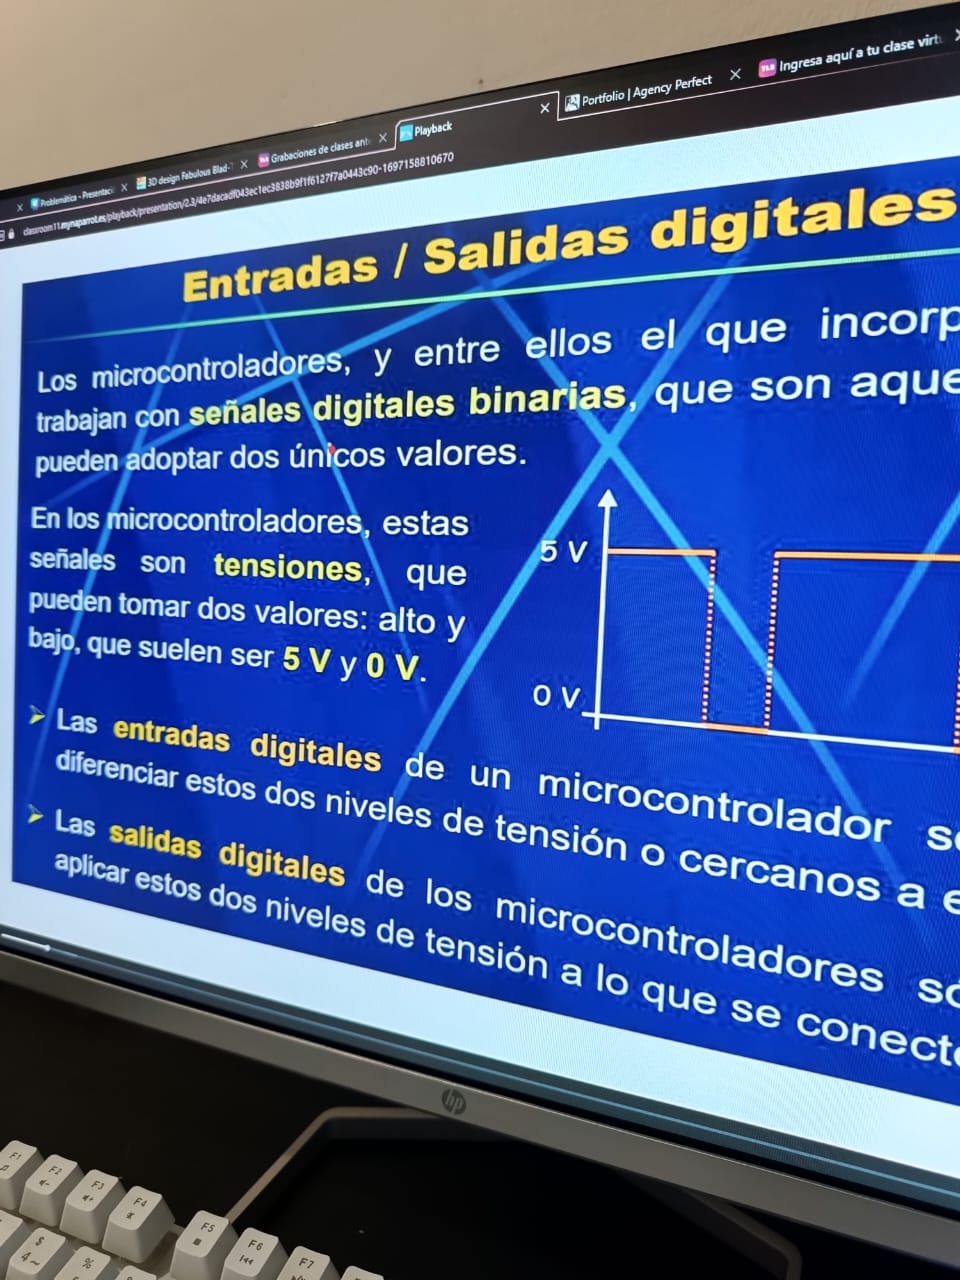 Problemática - Presentaci
3D design Fabulous Blad-
Grabaciones de clases ant
Playback
Portfolio | Agency Perfect
Ingresa aquí a tu clase virt
classroom11.mynaparrot.es/playback/presentation/2.3/4e7dacadf043ec1ec3838b9f1f6127f7a0443c90-1697158810670
Entradas / Salidas digitales
Los microcontroladores, y entre ellos el que incorp
trabajan con señales digitales binarias, que son aque
pueden adoptar dos únicos valores.
En los microcontroladores, estas
señales son tensiones, que
pueden tomar dos valores: alto y
bajo, que suelen ser 5 V y 0 V.
5 V
0 V
Las entradas digitales de un microcontrolador s
diferenciar estos dos niveles de tensión o cercanos a e
Las salidas digitales de los microcontroladores só
aplicar estos dos niveles de tensión a lo que se conect
hp
F1
F2
F3
F4
F5
F6
F7
$
4
%